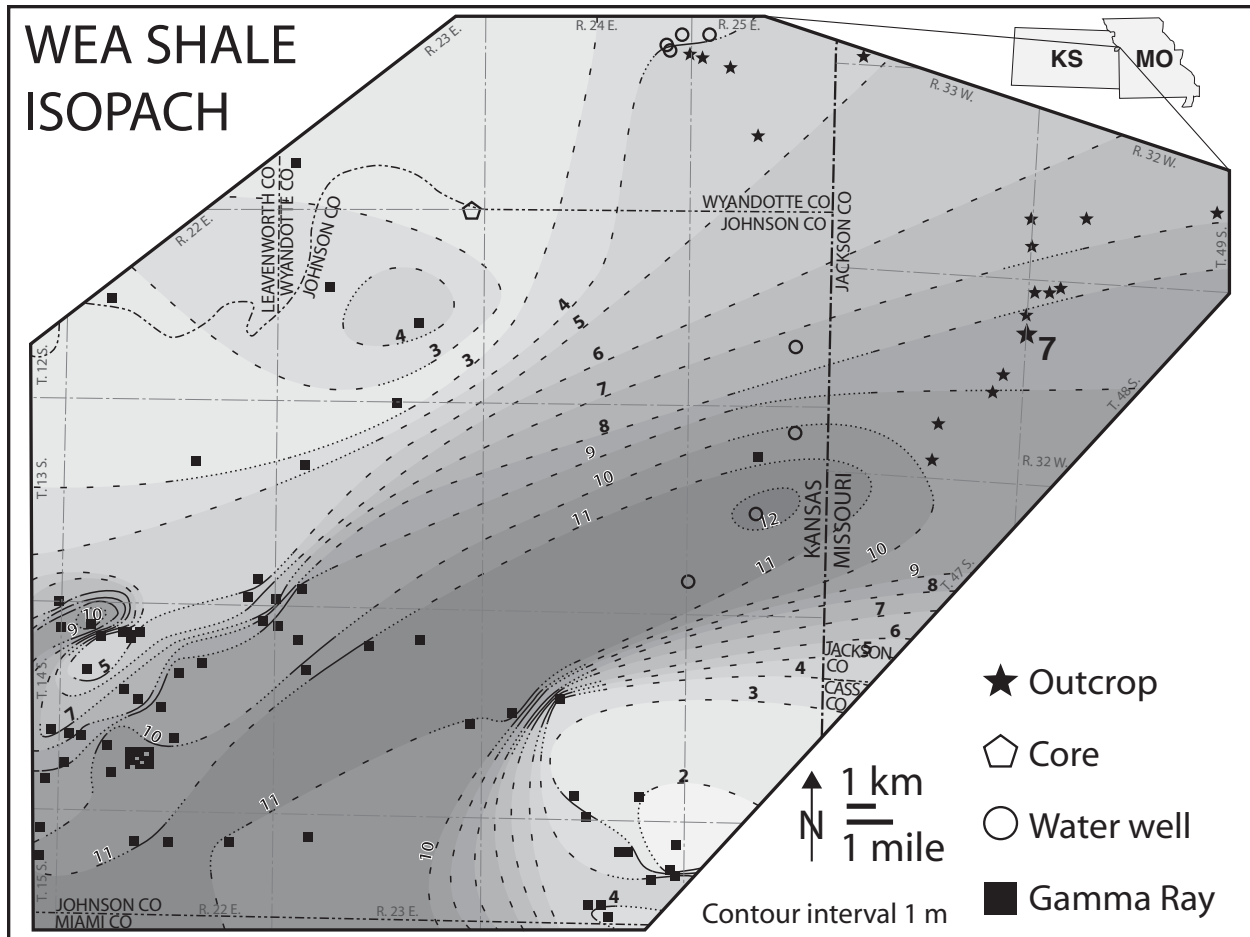 WEA SHALE
ISOPACH
R. 23 E.
R. 24 E.
R. 25 E.
KS
MO
R. 33 W.
R. 32 W.
R. 22 E.
LEAVENWORTH CO
WYANDOTTE CO
JOHNSON CO
WYANDOTTE CO
JOHNSON CO
JACKSON CO
T. 49 S.
4
5
4
3
3
6
7
7
T. 12 S.
8
T. 48 S.
9
10
R. 32 W.
T. 13 S.
11
12
KANSAS
MISSOURI
10
11
9
8
T. 47 S.
10
9
7
6
5
JACKSON
CO
5
4
CASS
CO
3
T. 14 S.
7
10
2
11
10
11
4
T. 15 S.
R. 22 E.
R. 23 E.
JOHNSON CO
MIAMI CO
Outcrop
Core
Water well
Gamma Ray
N
1 km
1 mile
Contour interval 1 m